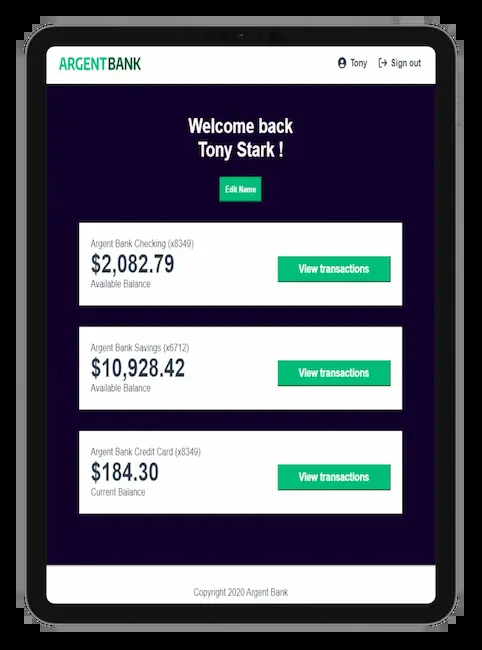 ARGENTBANK
Tony Sign out
Welcome back
Tony Stark !
Edit Name
Argent Bank Checking (x8349)
$2,082.79
Available Balance
View transactions
Argent Bank Savings (x6712)
$10,928.42
Available Balance
View transactions
Argent Bank Credit Card (x8349)
$184.30
Current Balance
View transactions
Copyright 2020 Argent Bank